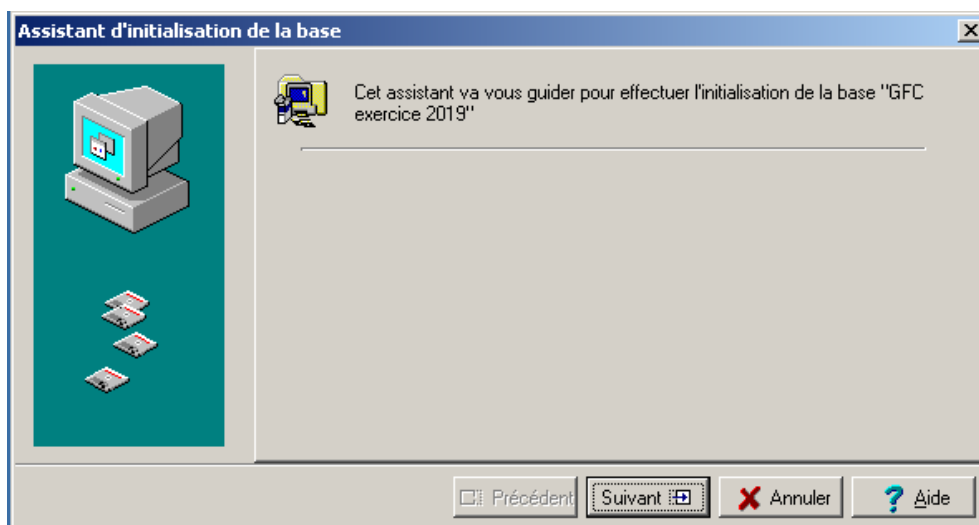 Assistant d'initialisation de la base
Cet assistant va vous guider pour effectuer l'initialisation de la base "GFC
exercice 2019"
Précédent Suivant Annuler Aide